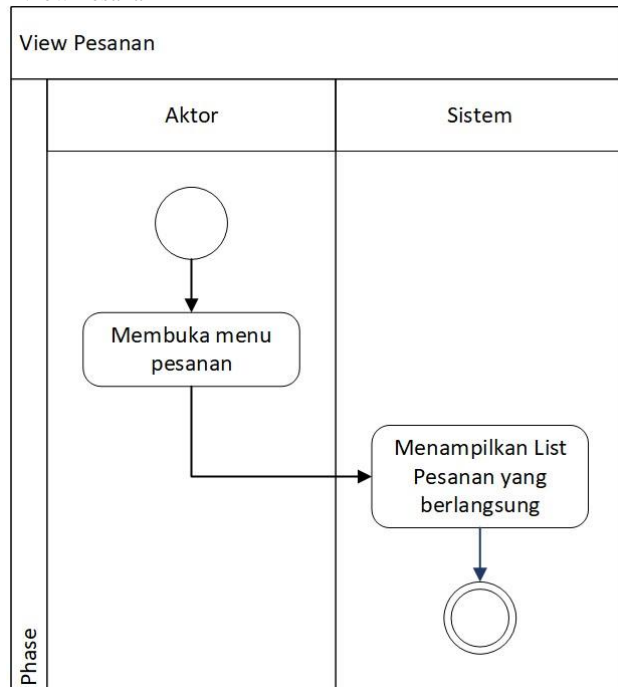 View Pesanan
Aktor
Sistem
Membuka menu
pesanan
Menampilkan List
Pesanan yang
berlangsung
Phase